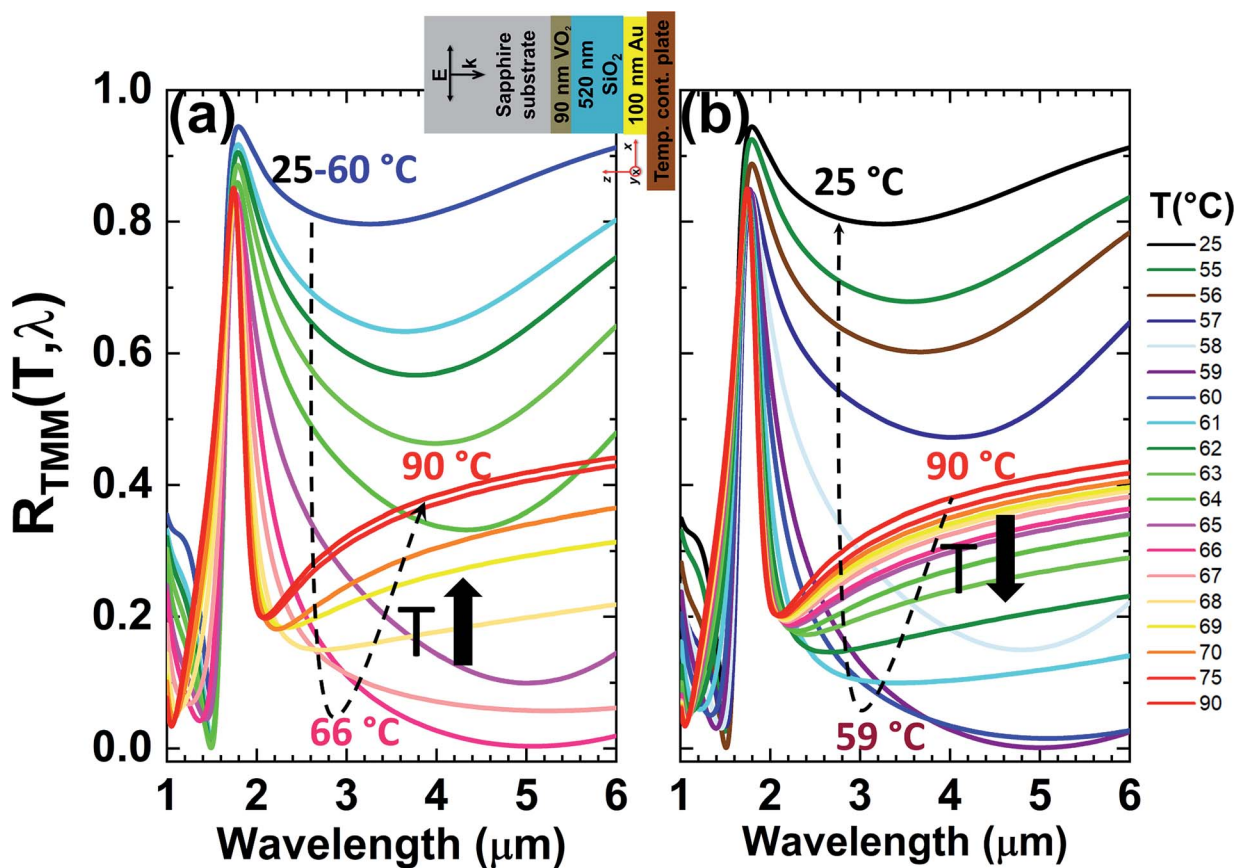 E
k
Sapphire
substrate
90 nm VO₂
520 nm
SiO₂
100 nm Au
Temp. cont. plate
z
x
y
(a)
(b)
25-60 °C
66 °C
90 °C
T
25 °C
90 °C
59 °C
T
R_TMM(T,λ)
1.0
0.8
0.6
0.4
0.2
0.0
1 2 3 4 5 6
1 2 3 4 5 6
Wavelength (μm)
Wavelength (μm)
T(°C)
25
55
56
57
58
59
60
61
62
63
64
65
66
67
68
69
70
75
90